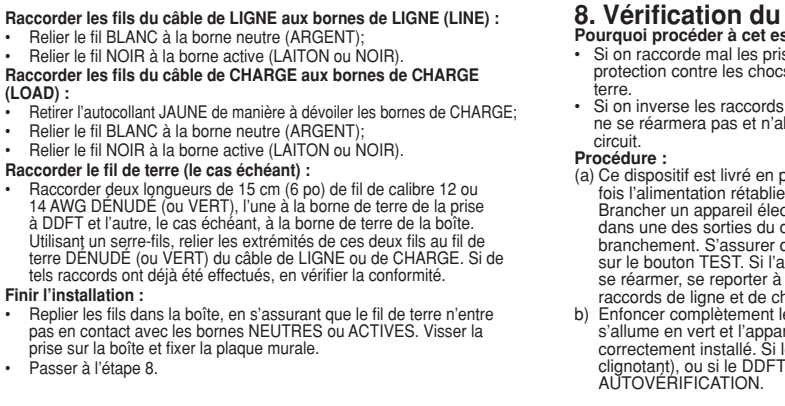 Raccorder les fils du câble de LIGNE aux bornes de LIGNE (LINE) :
• Relier le fil BLANC à la borne neutre (ARGENT);
• Relier le fil NOIR à la borne active (LAITON ou NOIR).
Raccorder les fils du câble de CHARGE aux bornes de CHARGE
(LOAD) :
• Retirer l’autocollant JAUNE de manière à dévoiler les bornes de CHARGE;
• Relier le fil BLANC à la borne neutre (ARGENT);
• Relier le fil NOIR à la borne active (LAITON ou NOIR).
Raccorder le fil de terre (le cas échéant) :
• Raccorder deux longueurs de 15 cm (6 po) de fil de calibre 12 ou
14 AWG DÉNUDÉ (ou VERT), l’une à la borne de terre de la prise
à DDFT et l’autre, le cas échéant, à la borne de terre de la boîte.
Utilisant un serre-fils, relier les extrémités de ces deux fils au fil de
terre DÉNUDÉ (ou VERT) du câble de LIGNE ou de CHARGE. Si de
tels raccords ont déjà été effectués, en vérifier la conformité.
Finir l’installation :
• Replier les fils dans la boîte, en s’assurant que le fil de terre n’entre
pas en contact avec les bornes NEUTRES ou ACTIVES. Visser la
prise sur la boîte et fixer la plaque murale.
• Passer à l’étape 8.
8. Vérification du
Pourquoi procéder à cet es
• Si on raccorde mal les pris
protection contre les chocs
terre.
• Si on inverse les raccords
ne se réarmera pas et n’al
circuit.
Procédure :
(a) Ce dispositif est livré en p
fois l’alimentation rétablie
Brancher un appareil élec
dans une des sorties du d
branchement. S’assurer d
sur le bouton TEST. Si l’a
se réarmer, se reporter à
raccords de ligne et de ch
b) Enfoncer complètement le
s’allume en vert et l’appar
correctement installé. Si l
clignotant), ou si le DDFT
AUTOVÉRIFICATION.